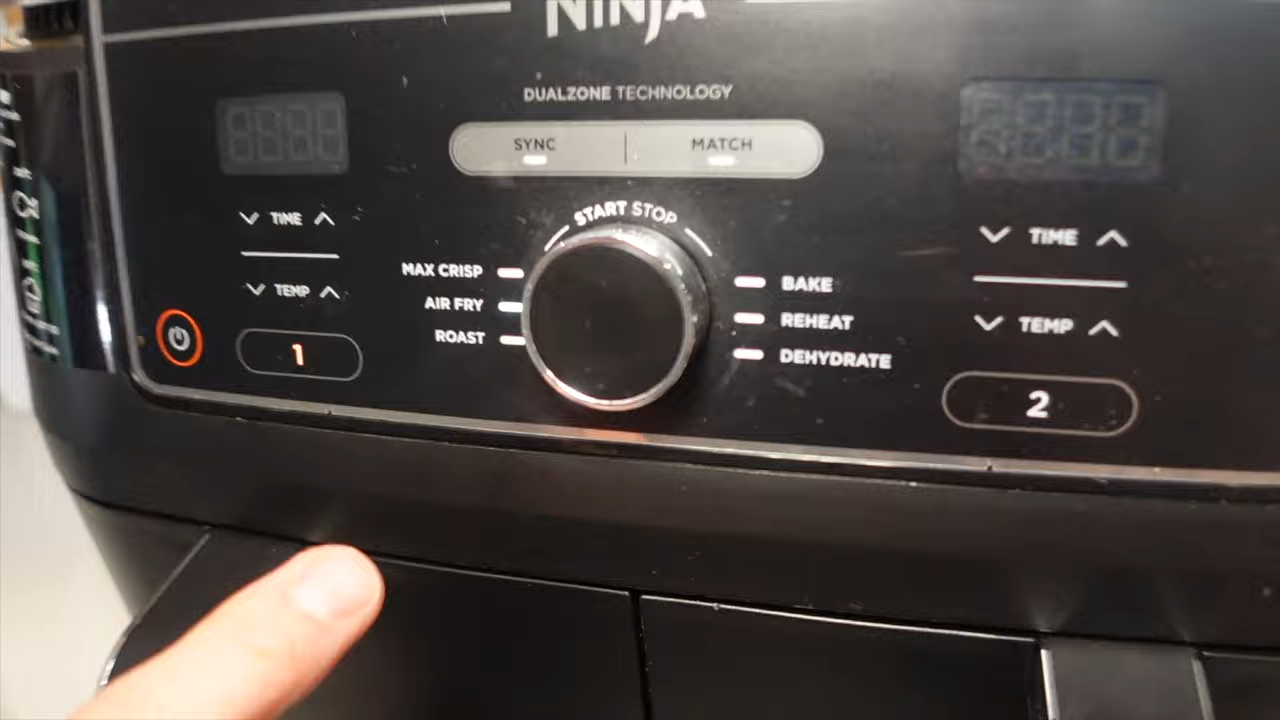 NINJA
DUALZONE TECHNOLOGY
SYNC MATCH
START STOP
TIME
TEMP
1
MAX CRISP
AIR FRY
ROAST
BAKE
REHEAT
DEHYDRATE
TIME
TEMP
2